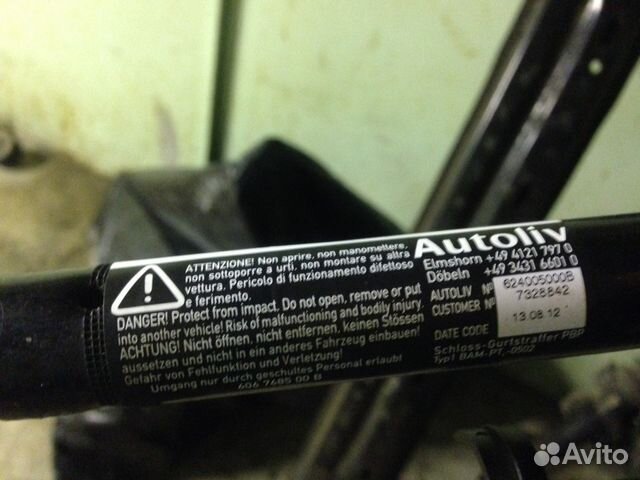 ATTENZIONE! Non aprire, non manomettere,
non sottoporre a urti, non montare su altra
vettura. Pericolo di funzionamento difettoso
e ferimento.
DANGER! Protect from impact. Do not open, remove or put
into another vehicle! Risk of malfunctioning and bodily injury.
ACHTUNG! Nicht öffnen, nicht entfernen, keinen Stössen
aussetzen und nicht in ein anderes Fahrzeug einbauen!
Gefahr von Fehlfunktion und Verletzung!
Umgang nur durch geschultes Personal erlaubt
606 7485 00 B
Autoliv
Elmshorn +49 4121 797 0
Döbeln +49 3431 6601 0
AUTOLIV Nº 624005000B
CUSTOMER Nº 7328842
DATE CODE 13.08.12
Schloss-Gurtstraffer PBP
Typ1 BAM-PT1-0502
Avito